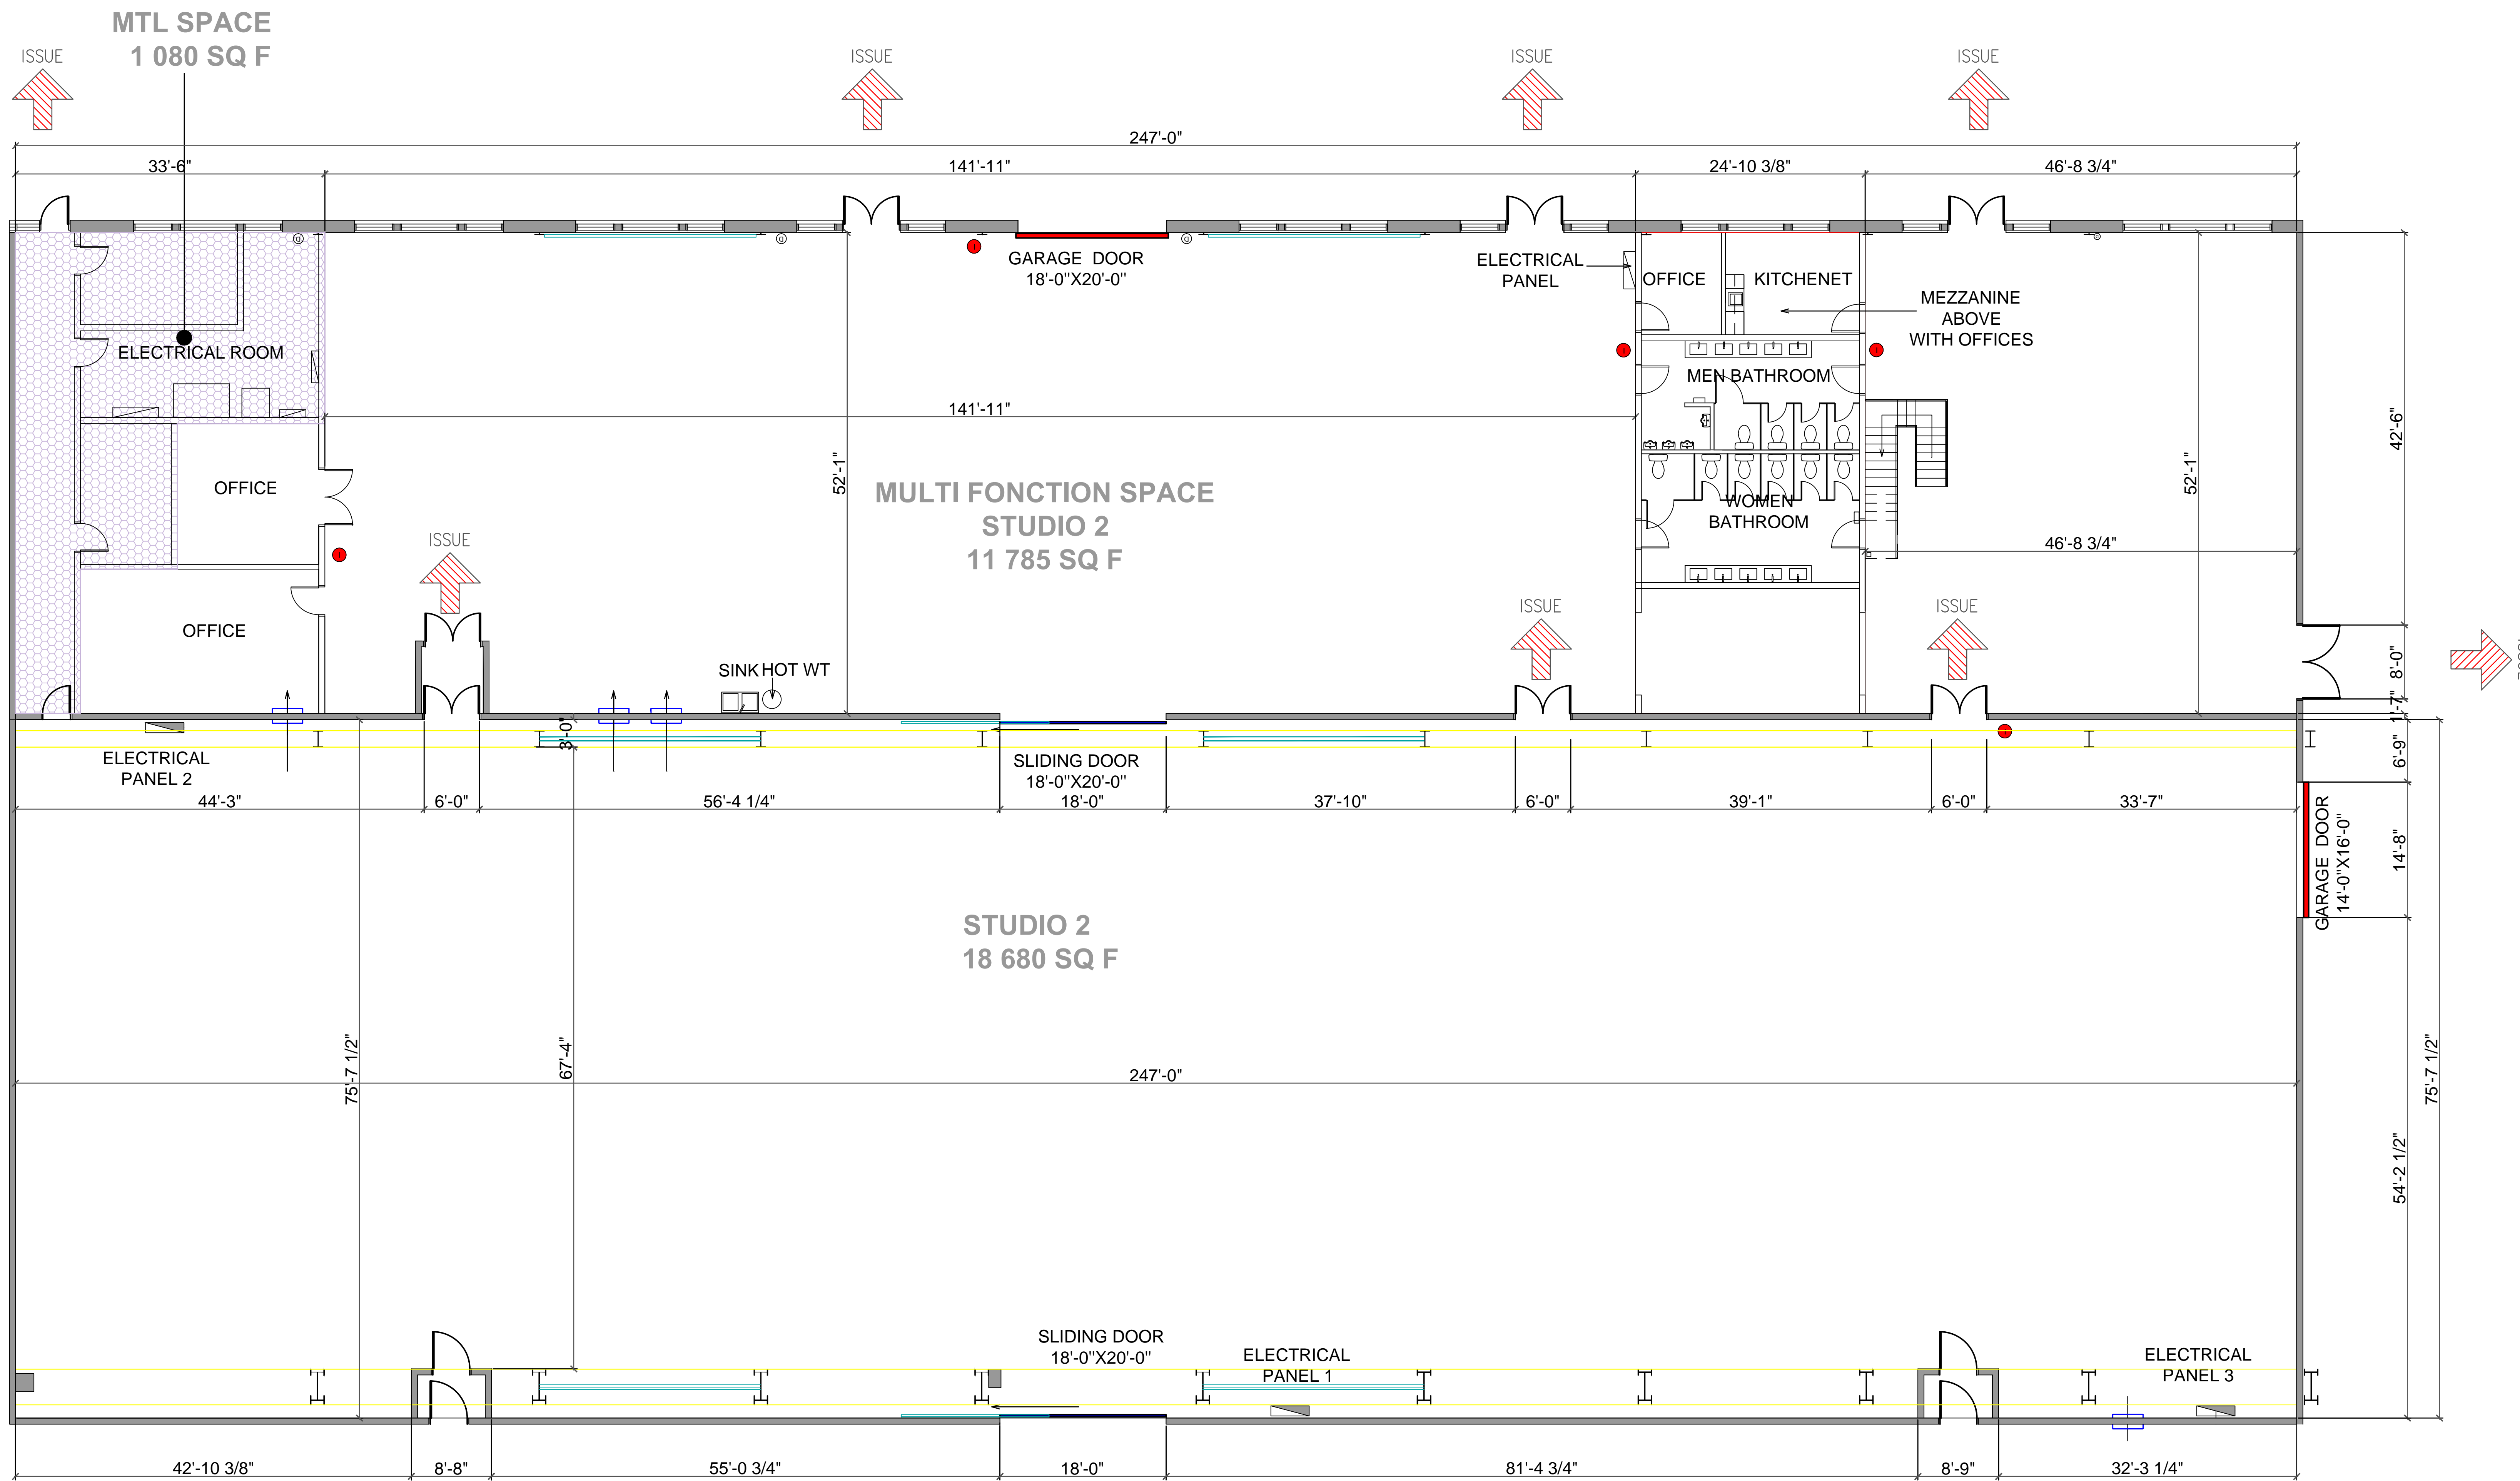 MTL SPACE
1 080 SQ F
ISSUE
ISSUE
ISSUE
ISSUE
247'-0"
33'-6"
141'-11"
24'-10 3/8"
46'-8 3/4"
GARAGE DOOR
18'-0"X20'-0"
ELECTRICAL
PANEL
OFFICE
KITCHENET
MEZZANINE
ABOVE
WITH OFFICES
ELECTRICAL ROOM
MEN BATHROOM
141'-11"
42'-6"
52'-1"
52'-1"
OFFICE
MULTI FONCTION SPACE
STUDIO 2
11 785 SQ F
WOMEN
BATHROOM
46'-8 3/4"
ISSUE
ISSUE
ISSUE
OFFICE
SINK
HOT WT
8'-0"
1'-7"
3'-0"
6'-9"
ELECTRICAL
PANEL 2
SLIDING DOOR
18'-0"X20'-0"
44'-3"
6'-0"
56'-4 1/4"
18'-0"
37'-10"
6'-0"
39'-1"
6'-0"
33'-7"
GARAGE DOOR
14'-0"X16'-0"
14'-8"
STUDIO 2
18 680 SQ F
75'-7 1/2"
67'-4"
247'-0"
75'-7 1/2"
54'-2 1/2"
SLIDING DOOR
18'-0"X20'-0"
ELECTRICAL
PANEL 1
ELECTRICAL
PANEL 3
42'-10 3/8"
8'-8"
55'-0 3/4"
18'-0"
81'-4 3/4"
8'-9"
32'-3 1/4"